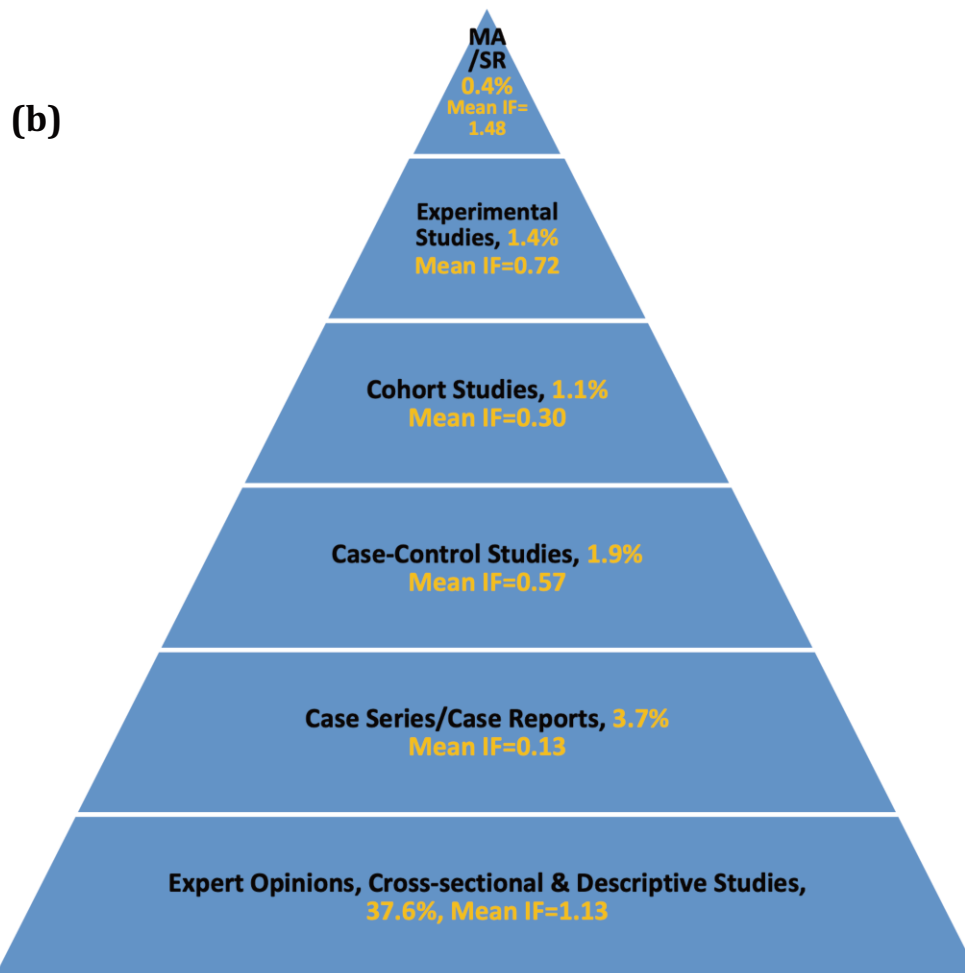 (b)
MA
/SR
0.4%
Mean IF=
1.48
Experimental
Studies, 1.4%
Mean IF=0.72
Cohort Studies, 1.1%
Mean IF=0.30
Case-Control Studies, 1.9%
Mean IF=0.57
Case Series/Case Reports, 3.7%
Mean IF=0.13
Expert Opinions, Cross-sectional & Descriptive Studies,
37.6%, Mean IF=1.13